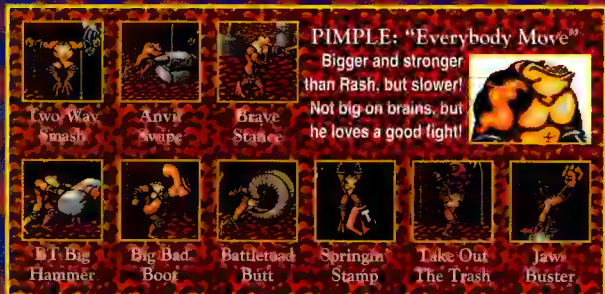 PIMPLE: "Everybody Move"
Bigger and stronger
than Rash, but slower!
Not big on brains, but
he loves a good fight!
Two Way
Smash
Anvil
Swipe
Brave
Stance
BT Big
Hammer
Big Bad
Boot
Battletoad
Butt
Springin'
Stamp
Take Out
The Trash
Jaw
Buster